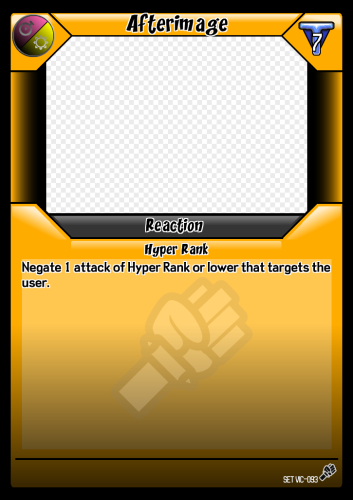 Afterimage
7
Reaction
Hyper Rank
Negate 1 attack of Hyper Rank or lower that targets the
user.
SET VIC-093